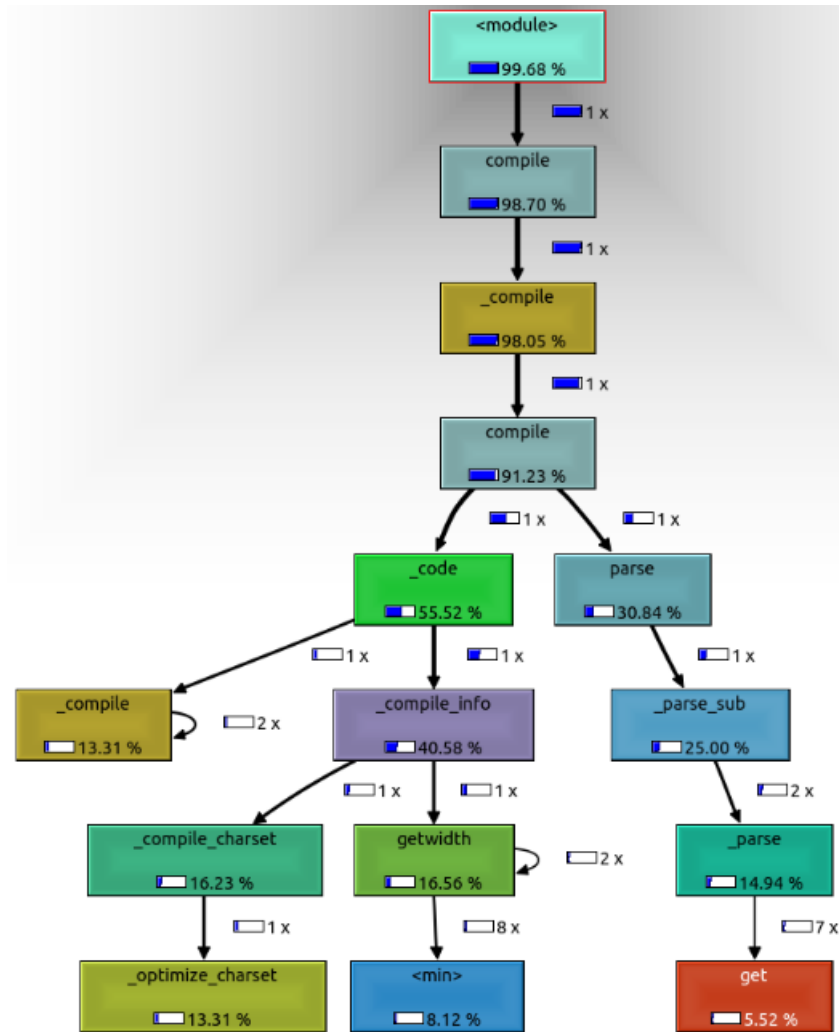 <module>
99.68 %
1 x
compile
98.70 %
1 x
_compile
98.05 %
1 x
compile
91.23 %
1 x
1 x
_code
55.52 %
parse
30.84 %
1 x
1 x
1 x
_compile
13.31 %
2 x
_compile_info
40.58 %
_parse_sub
25.00 %
1 x
1 x
2 x
_compile_charset
16.23 %
getwidth
16.56 %
2 x
_parse
14.94 %
1 x
8 x
7 x
_optimize_charset
13.31 %
<min>
8.12 %
get
5.52 %